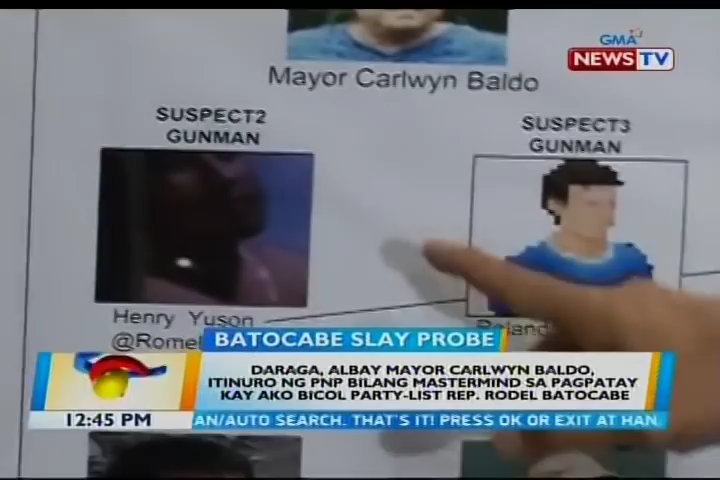 GMA
NEWS TV
Mayor Carlwyn Baldo
SUSPECT2
GUNMAN
SUSPECT3
GUNMAN
Henry Yuson
@Romel
BATOCABE SLAY PROBE
DARAGA, ALBAY MAYOR CARLWYN BALDO,
ITINURO NG PNP BILANG MASTERMIND SA PAGPATAY
KAY AKO BICOL PARTY-LIST REP. RODEL BATOCABE
12:45 PM
AN/AUTO SEARCH. THAT'S IT! PRESS OK OR EXIT AT HAN